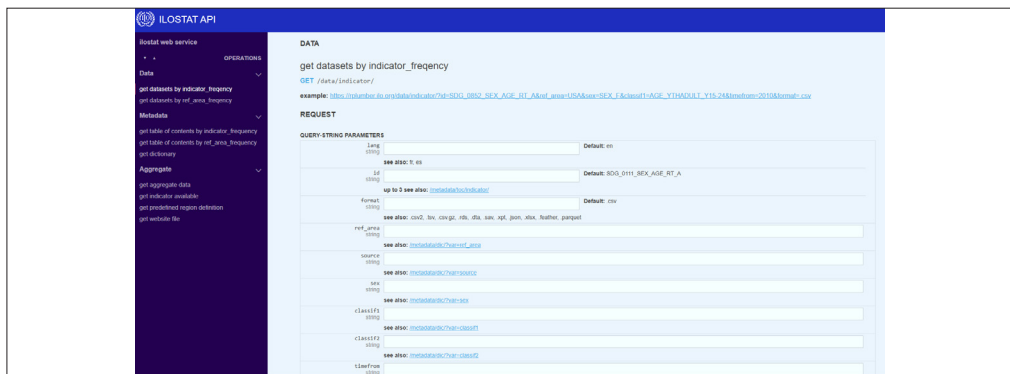 ILOSTAT API
ilostat web service
OPERATIONS
Data
get datasets by indicator_freqency
get datasets by ref_area_freqency
Metadata
get table of contents by indicator_frequency
get table of contents by ref_area_frequency
get dictionary
Aggregate
get aggregate data
get indicator available
get predefined region definition
get website file
DATA
get datasets by indicator_freqency
GET /data/indicator/
example: https://rplumber.ilo.org/data/indicator/?id=SDG_0852_SEX_AGE_RT_A&ref_area=USA&sex=SEX_F&classif1=AGE_YTHADULT_Y15-24&timefrom=2010&format=.csv
REQUEST
QUERY-STRING PARAMETERS
lang Default: en
string
see also: fr, es
id Default: SDG_0111_SEX_AGE_RT_A
string
up to 3 see also: /metadata/toc/indicator/
format Default: .csv
string
see also: .csv2, .tsv, .csv.gz, .rds, .dta, .sav, .xpt, .json, .xlsx, .feather, .parquet
ref_area
string
see also: /metadata/dic/?var=ref_area
source
string
see also: /metadata/dic/?var=source
sex
string
see also: /metadata/dic/?var=sex
classif1
string
see also: /metadata/dic/?var=classif1
classif2
string
see also: /metadata/dic/?var=classif2
timefrom
string